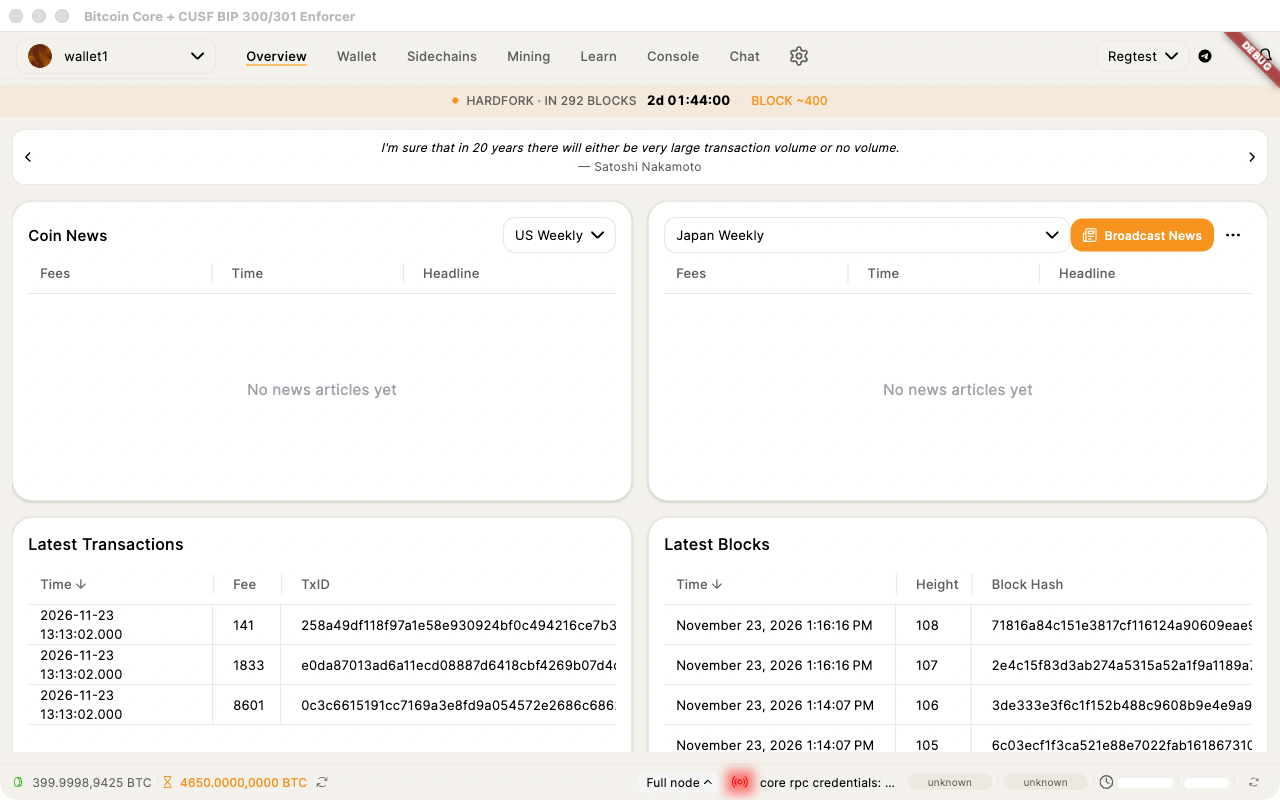 Bitcoin Core + CUSF BIP 300/301 Enforcer
wallet1
Overview
Wallet
Sidechains
Mining
Learn
Console
Chat
Regtest
DEBUG
HARDFORK · IN 292 BLOCKS 2d 01:44:00 BLOCK ~400
I'm sure that in 20 years there will either be very large transaction volume or no volume.
— Satoshi Nakamoto
Coin News
US Weekly
Fees Time Headline
No news articles yet
Japan Weekly
Broadcast News
Fees Time Headline
No news articles yet
Latest Transactions
Time Fee TxID
2026-11-23 13:13:02.000 141 258a49df118f97a1e58e930924bf0c494216ce7b3
2026-11-23 13:13:02.000 1833 e0da87013ad6a11ecd08887d6418cbf4269b07d4c
2026-11-23 13:13:02.000 8601 0c3c6615191cc7169a3e8fd9a054572e2686c686
Latest Blocks
Time Height Block Hash
November 23, 2026 1:16:16 PM 108 71816a84c151e3817cf116124a90609eae9
November 23, 2026 1:16:16 PM 107 2e4c15f83d3ab274a5315a52a1f9a1189a7
November 23, 2026 1:14:07 PM 106 3de333e3f6c1f152b488c9608b9e4e9a9
November 23, 2026 1:14:07 PM 105 6c03ecf1f3ca521e88e7022fab161867310
399.9998,9425 BTC
4650.0000,0000 BTC
Full node
core rpc credentials: ...
unknown
unknown